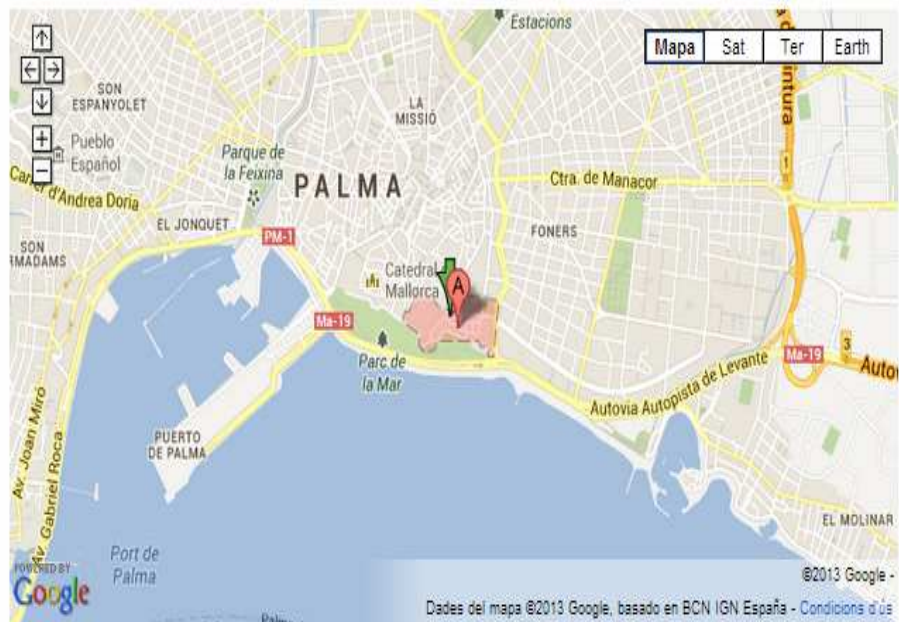 Estacions
Mapa Sat Ter Earth
SON
ESPANYOLET
LA
MISSIÓ
Pueblo
Español
Parque de
la Feixina
PALMA
Ctra. de Manacor
1
Carrer d'Andrea Doria
EL JONQUET
FONERS
PM-1
SON
RMADAMS
Catedral
Mallorca
A
Ma-19
Parc de
la Mar
Ma-19
3
Autov
Autovia Autopista de Levante
PUERTO
DE PALMA
Av. Joan Miró
Av. Gabriel Roca
EL MOLINAR
Port de
Palma
POWERED BY
Google
©2013 Google -
Dades del mapa ©2013 Google, basado en BCN IGN España - Condicions d'ús